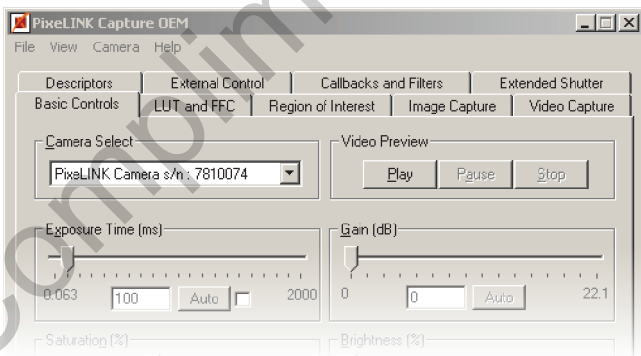 PixeLINK Capture OEM
File View Camera Help
Descriptors External Control Callbacks and Filters Extended Shutter
Basic Controls LUT and FFC Region of Interest Image Capture Video Capture
Camera Select Video Preview
PixeLINK Camera s/n : 7810074 Play Pause Stop
Exposure Time (ms) Gain (dB)
0.063 100 Auto 2000 0 0 Auto 22.1
Saturation (%) Brightness (%)